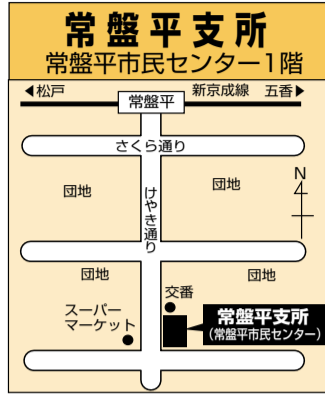 常盤平支所
常盤平市民センター1階
◀松戸
常盤平
新京成線
五香▶
さくら通り
団地
けやき通り
団地
N
団地
団地
交番
スーパー
マーケット
常盤平支所
(常盤平市民センター)